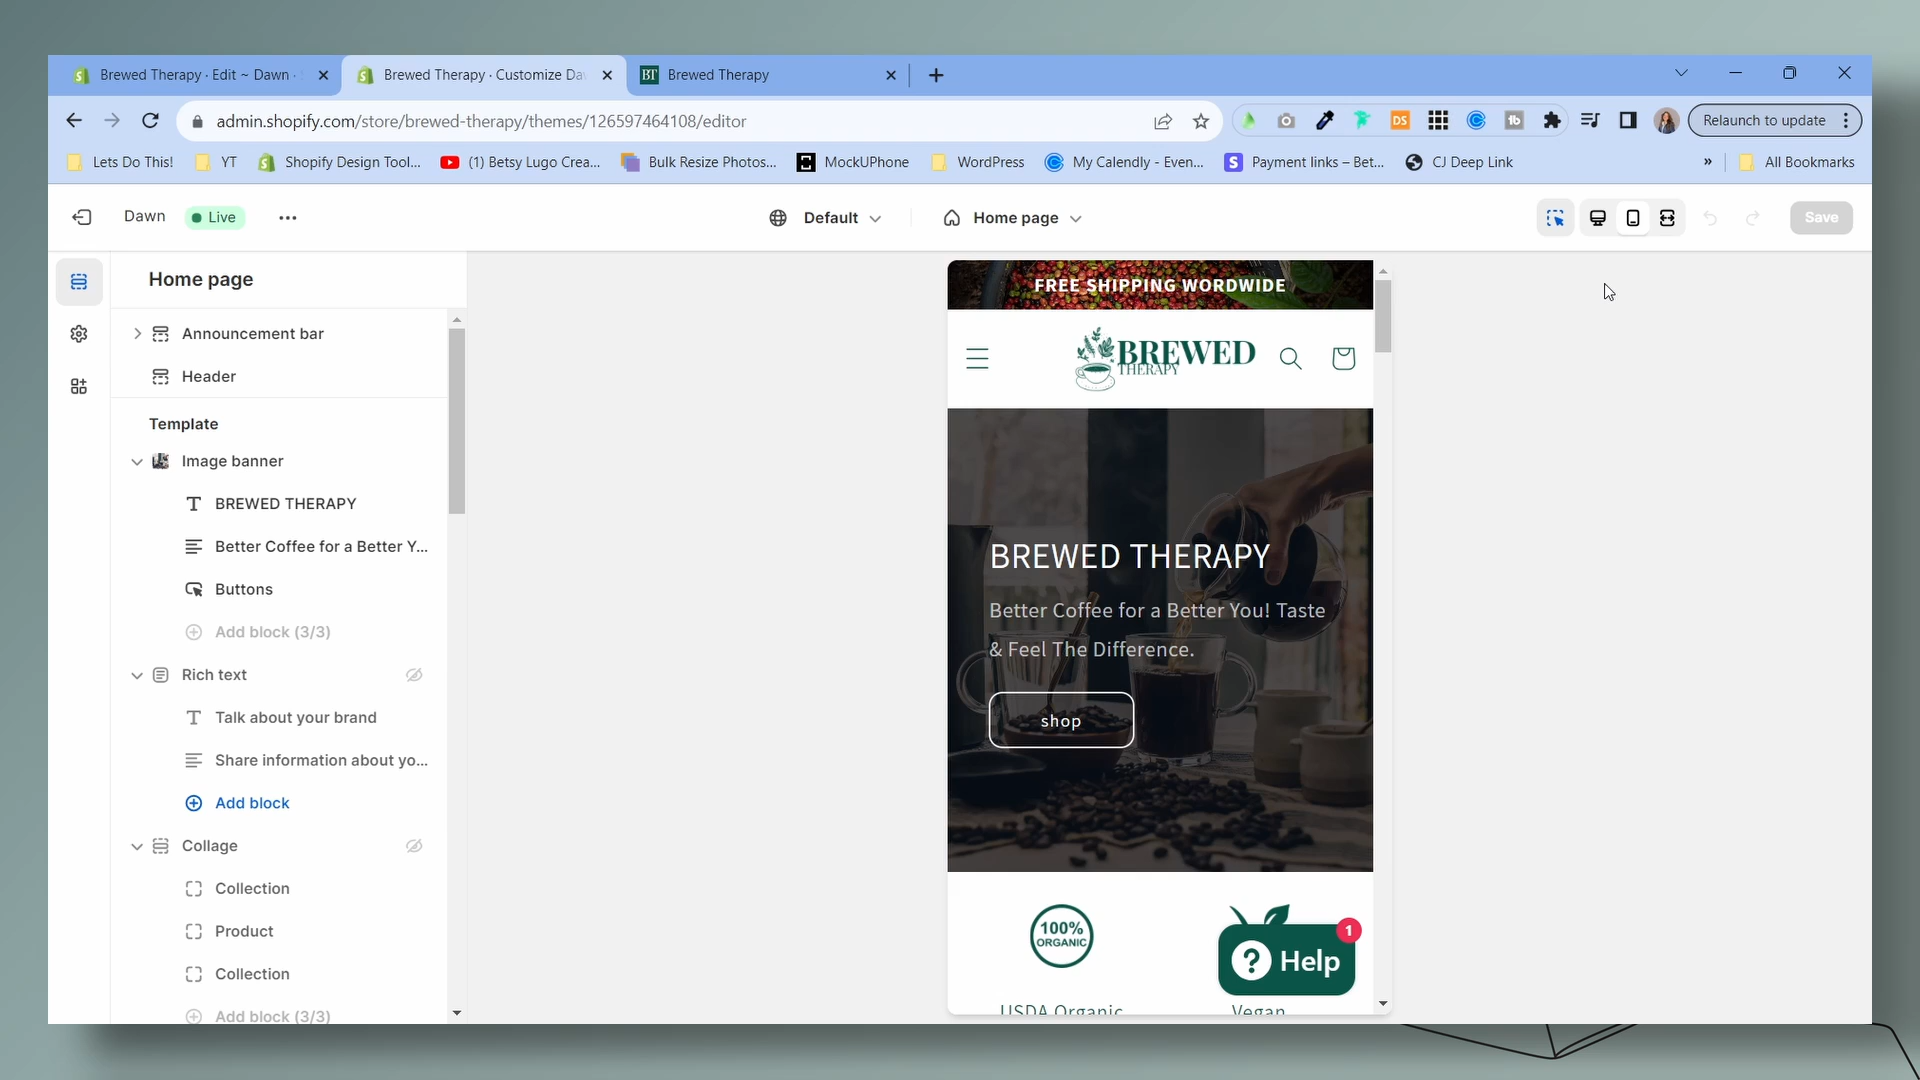 Brewed Therapy · Edit ~ Dawn ·
Brewed Therapy · Customize Da
BT Brewed Therapy
admin.shopify.com/store/brewed-therapy/themes/126597464108/editor
DS
tb
Relaunch to update
Lets Do This!
YT
Shopify Design Tool...
(1) Betsy Lugo Crea...
Bulk Resize Photos...
MockUPhone
WordPress
My Calendly - Even...
S Payment links – Bet...
CJ Deep Link
»
All Bookmarks
Dawn
Live
Default
Home page
Save
Home page
Announcement bar
Header
Template
Image banner
BREWED THERAPY
Better Coffee for a Better Y...
Buttons
Add block (3/3)
Rich text
Talk about your brand
Share information about yo...
Add block
Collage
Collection
Product
Collection
Add block (3/3)
FREE SHIPPING WORDWIDE
BREWED
THERAPY
BREWED THERAPY
Better Coffee for a Better You! Taste
& Feel The Difference.
shop
100%
ORGANIC
1
? Help
USDA Organic
Vegan